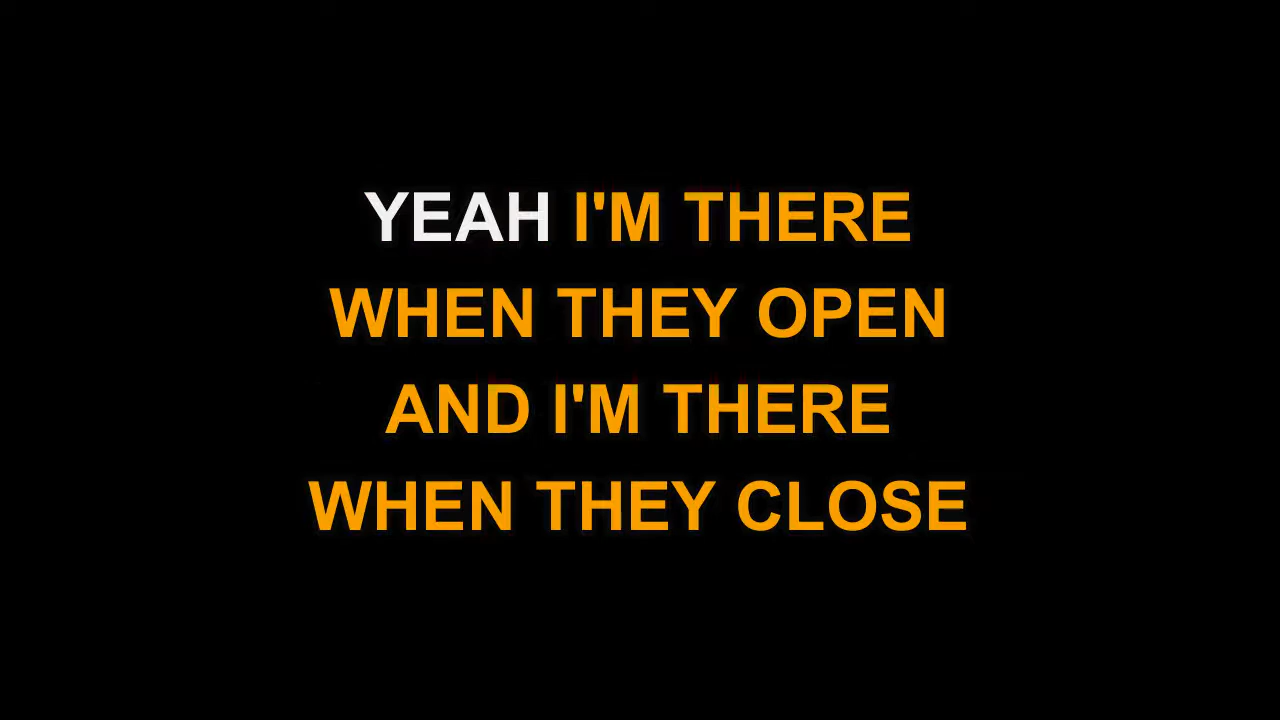 YEAH I'M THERE
WHEN THEY OPEN
AND I'M THERE
WHEN THEY CLOSE